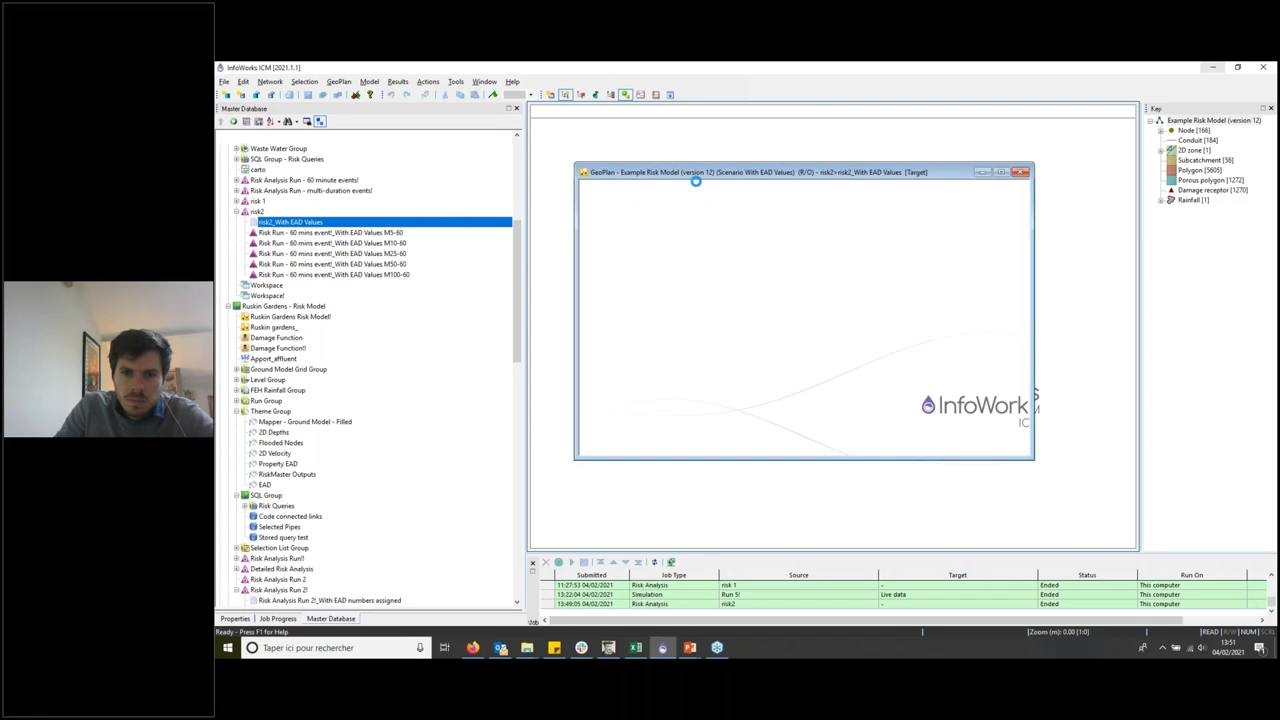 InfoWorks ICM [2021.1.1]
File Edit Network Selection GeoPlan Model Results Actions Tools Window Help
Master Database
Waste Water Group
SQL Group - Risk Queries
carto
Risk Analysis Run - 60 minute events!
Risk Analysis Run - multi-duration events!
risk 1
risk2
risk2_With EAD Values
Risk Run - 60 mins event!_With EAD Values M5-60
Risk Run - 60 mins event!_With EAD Values M10-60
Risk Run - 60 mins event!_With EAD Values M25-60
Risk Run - 60 mins event!_With EAD Values M50-60
Risk Run - 60 mins event!_With EAD Values M100-60
Workspace
Workspace!
Ruskin Gardens - Risk Model
Ruskin Gardens Risk Model!
Ruskin gardens_
Damage Function
Damage Function!!
Apport_affluent
Ground Model Grid Group
Level Group
FEH Rainfall Group
Run Group
Theme Group
Mapper - Ground Model - Filled
2D Depths
Flooded Nodes
2D Velocity
Property EAD
RiskMaster Outputs
EAD
SQL Group
Risk Queries
Code connected links
Selected Pipes
Stored query test
Selection List Group
Risk Analysis Run!!
Detailed Risk Analysis
Risk Analysis Run 2
Risk Analysis Run 2!
Risk Analysis Run 2!_With EAD numbers assigned
Properties Job Progress Master Database
GeoPlan - Example Risk Model (version 12) (Scenario With EAD Values) (R/O) - risk2>risk2_With EAD Values [Target]
InfoWork S
IC M
Key
Example Risk Model (version 12)
Node [166]
Conduit [184]
2D zone [1]
Subcatchment [56]
Polygon [5605]
Porous polygon [1272]
Damage receptor [1270]
Rainfall [1]
Submitted Job Type Source Target Status Run On
11:27:53 04/02/2021 Risk Analysis risk 1 - Ended This computer
13:22:04 04/02/2021 Simulation Run 5! Live data Ended This computer
13:49:05 04/02/2021 Risk Analysis risk2 - Ended This computer
Job
Ready - Press F1 for Help Zoom (m): 0.00 (1:0) READ R/W NUM SCRL
Taper ici pour rechercher
13:51
04/02/2021